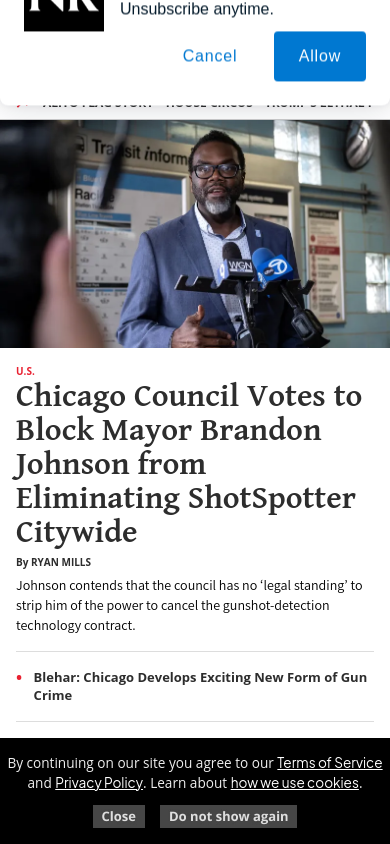 NR
Unsubscribe anytime.
Cancel
Allow
Transit inform
WGN
7
U.S.
Chicago Council Votes to
Block Mayor Brandon
Johnson from
Eliminating ShotSpotter
Citywide
By RYAN MILLS
Johnson contends that the council has no ‘legal standing’ to
strip him of the power to cancel the gunshot-detection
technology contract.
• Blehar: Chicago Develops Exciting New Form of Gun
Crime
By continuing on our site you agree to our Terms of Service
and Privacy Policy. Learn about how we use cookies.
Close
Do not show again